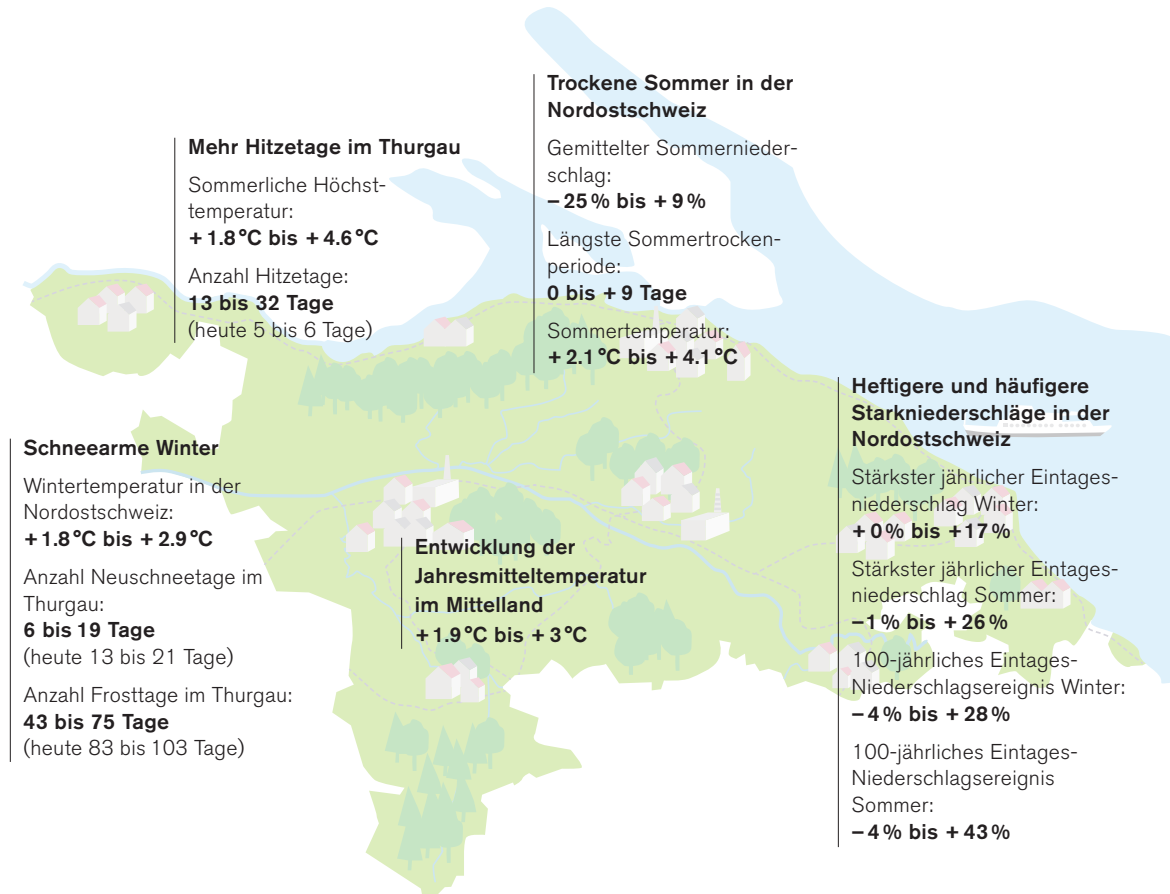 Trockene Sommer in der
Nordostschweiz
Gemittelter Sommernieder-
schlag:
– 25 % bis + 9 %
Längste Sommertrocken-
periode:
0 bis + 9 Tage
Sommertemperatur:
+ 2.1 °C bis + 4.1 °C
Mehr Hitzetage im Thurgau
Sommerliche Höchst-
temperatur:
+ 1.8 °C bis + 4.6 °C
Anzahl Hitzetage:
13 bis 32 Tage
(heute 5 bis 6 Tage)
Heftigere und häufigere
Starkniederschläge in der
Nordostschweiz
Stärkster jährlicher Eintages-
niederschlag Winter:
+ 0 % bis + 17 %
Stärkster jährlicher Eintages-
niederschlag Sommer:
– 1 % bis + 26 %
100-jährliches Eintages-
Niederschlagsereignis Winter:
– 4 % bis + 28 %
100-jährliches Eintages-
Niederschlagsereignis
Sommer:
– 4 % bis + 43 %
Schneearme Winter
Wintertemperatur in der
Nordostschweiz:
+ 1.8 °C bis + 2.9 °C
Anzahl Neuschneetage im
Thurgau:
6 bis 19 Tage
(heute 13 bis 21 Tage)
Anzahl Frosttage im Thurgau:
43 bis 75 Tage
(heute 83 bis 103 Tage)
Entwicklung der
Jahresmitteltemperatur
im Mittelland
+ 1.9 °C bis + 3 °C